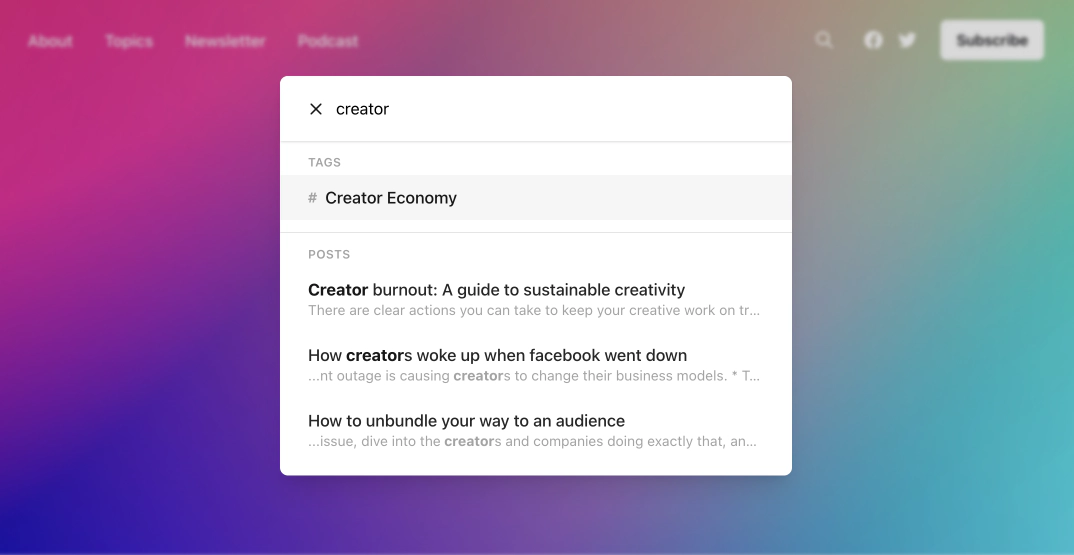 About Topics Newsletter Podcast Subscribe
creator
TAGS
# Creator Economy
POSTS
Creator burnout: A guide to sustainable creativity
There are clear actions you can take to keep your creative work on tr...
How creators woke up when facebook went down
...nt outage is causing creators to change their business models. * T...
How to unbundle your way to an audience
...issue, dive into the creators and companies doing exactly that, an...